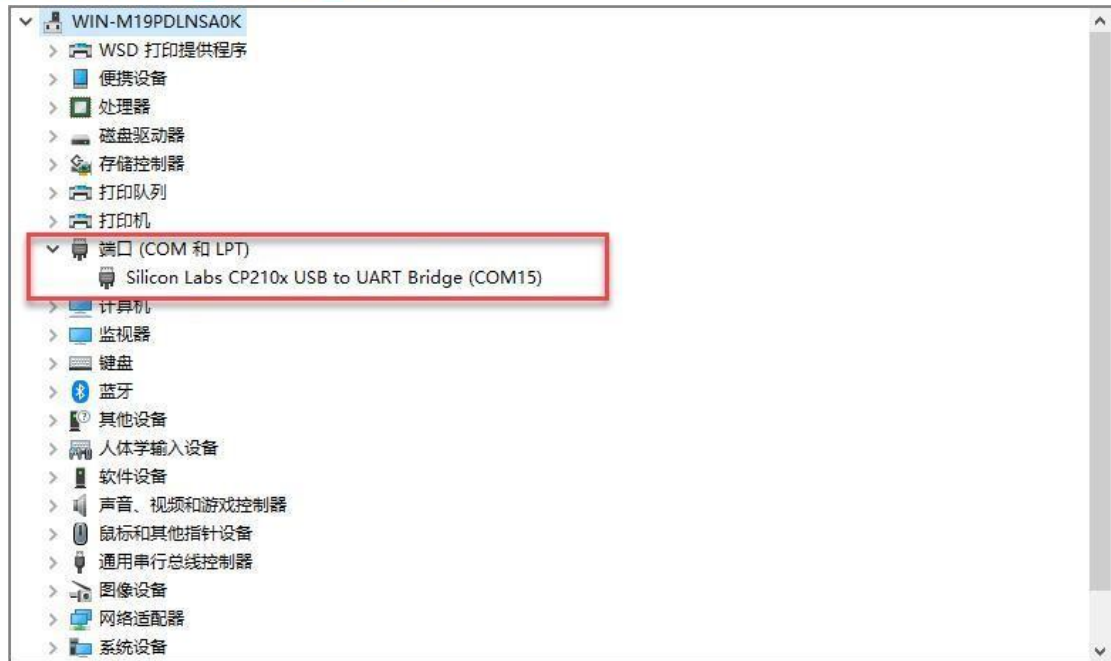 WIN-M19PDLNSA0K
WSD 打印提供程序
便携设备
处理器
磁盘驱动器
存储控制器
打印队列
打印机
端口 (COM 和 LPT)
Silicon Labs CP210x USB to UART Bridge (COM15)
计算机
监视器
键盘
蓝牙
其他设备
人体学输入设备
软件设备
声音、视频和游戏控制器
鼠标和其他指针设备
通用串行总线控制器
图像设备
网络适配器
系统设备